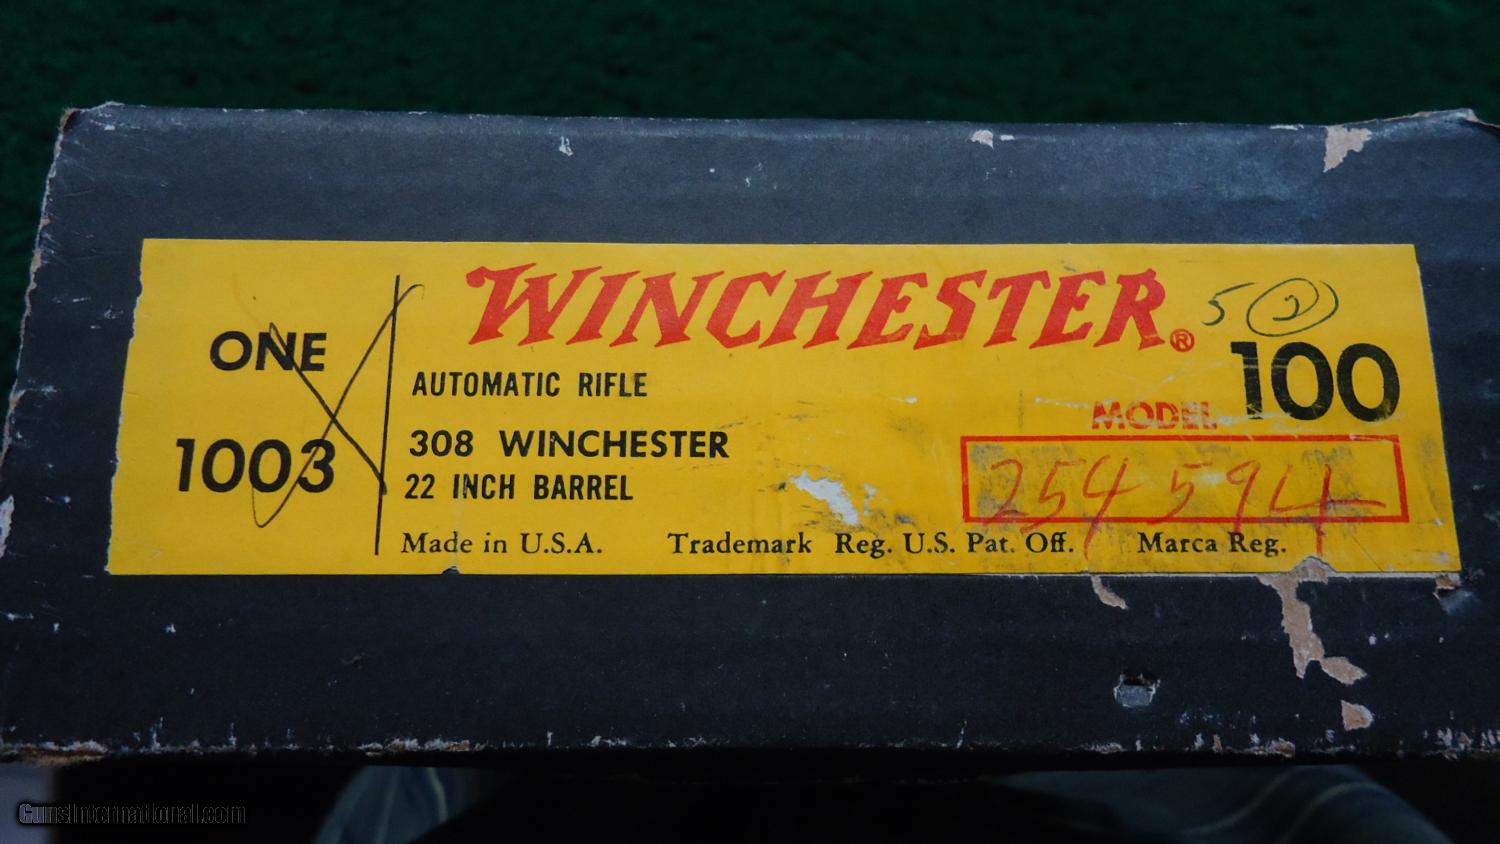 WINCHESTER® 5 2
ONE
1003
AUTOMATIC RIFLE
MODEL 100
308 WINCHESTER
22 INCH BARREL
254594
Made in U.S.A. Trademark Reg. U.S. Pat. Off. Marca Reg.
GunsInternational.com